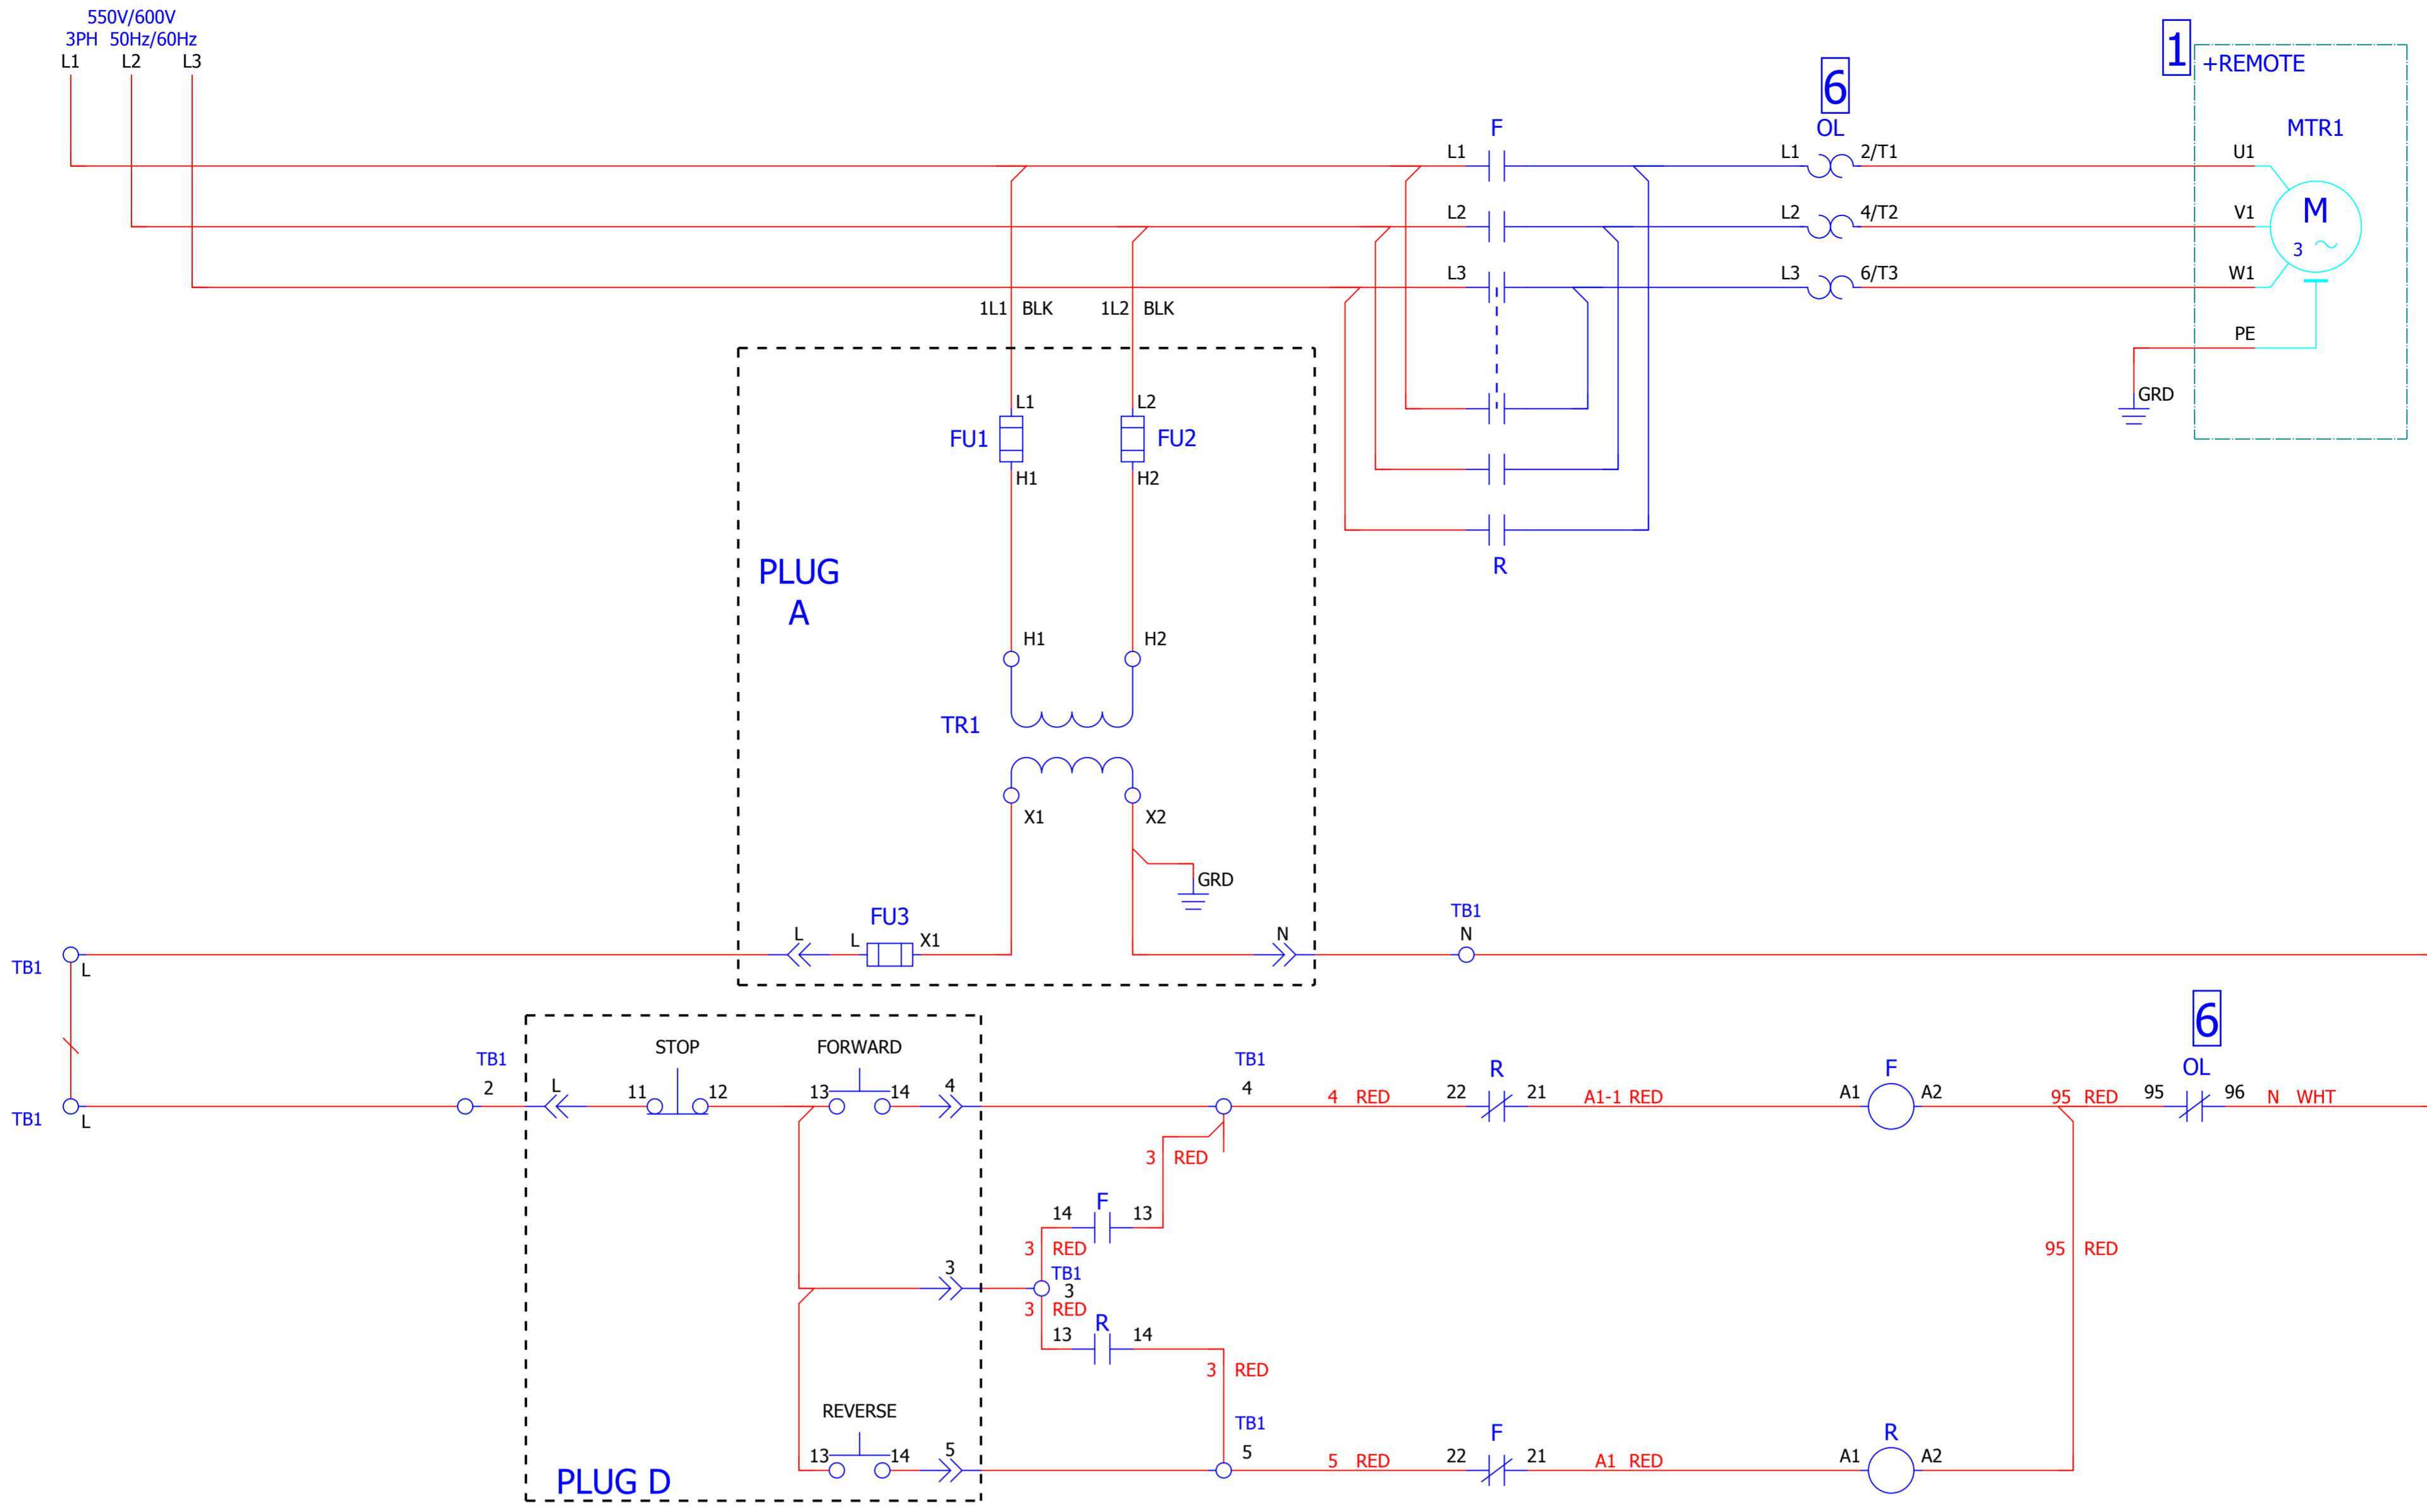 550V/600V
3PH 50Hz/60Hz
L1 L2 L3
1
+REMOTE
6
F OL MTR1
L1 L1 2/T1 U1
L2 L2 4/T2 V1 M
3
L3 L3 6/T3 W1
1L1 BLK 1L2 BLK
PE
L1 L2 GRD
FU1 FU2
H1 H2
PLUG
A
R
H1 H2
TR1
X1 X2
GRD
FU3 TB1
L L X1 N N
TB1 L
6
STOP FORWARD
TB1 TB1 R F OL
2 L 11 12 13 14 4 4 4 RED 22 21 A1-1 RED A1 A2 95 RED 95 96 N WHT
TB1 L
3 RED
F
14 13
3 RED 95 RED
3 TB1
3
3 RED
R
13 14
3 RED
REVERSE
TB1 F R
13 14 5 5 5 RED 22 21 A1 RED A1 A2
PLUG D